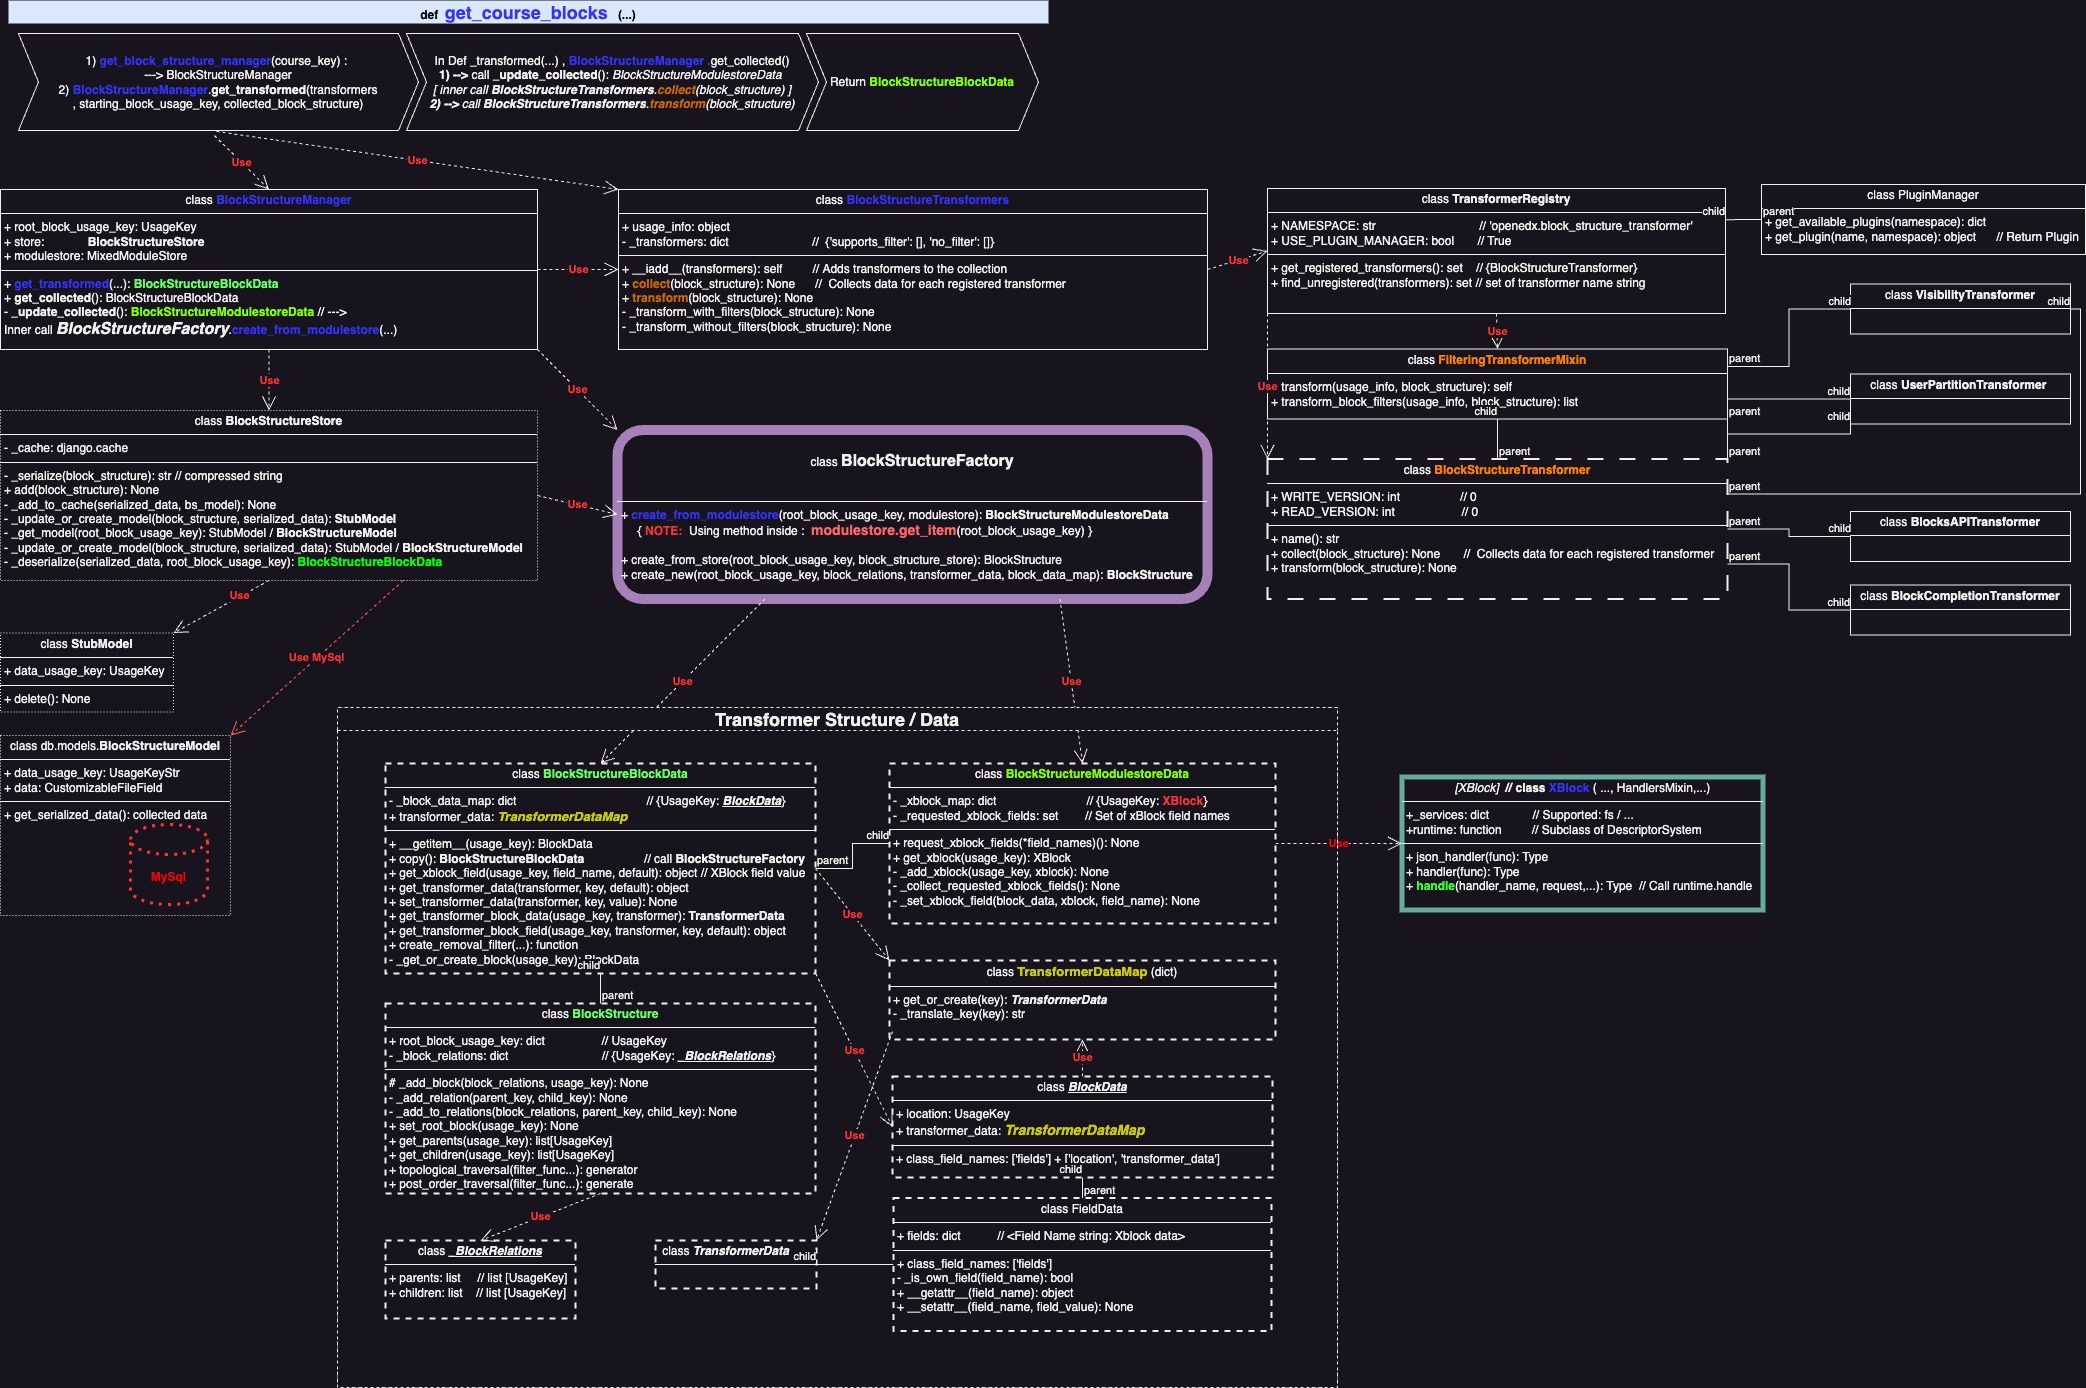 def get_course_blocks (...)
1) get_block_structure_manager(course_key) :
---> BlockStructureManager
2) BlockStructureManager.get_transformed(transformers
, starting_block_usage_key, collected_block_structure)
In Def _transformed(...) , BlockStructureManager .get_collected()
1) --> call _update_collected(): BlockStructureModulestoreData
[ inner call BlockStructureTransformers.collect(block_structure) ]
2) --> call BlockStructureTransformers.transform(block_structure)
Return BlockStructureBlockData
Use
Use
class BlockStructureManager
+ root_block_usage_key: UsageKey
+ store: BlockStructureStore
+ modulestore: MixedModuleStore
+ get_transformed(...): BlockStructureBlockData
+ get_collected(): BlockStructureBlockData
- _update_collected(): BlockStructureModulestoreData // --->
Inner call BlockStructureFactory.create_from_modulestore(...)
Use
class BlockStructureTransformers
+ usage_info: object
- _transformers: dict // {'supports_filter': [], 'no_filter': []}
+ __iadd__(transformers): self // Adds transformers to the collection
+ collect(block_structure): None // Collects data for each registered transformer
+ transform(block_structure): None
- _transform_with_filters(block_structure): None
- _transform_without_filters(block_structure): None
Use
class TransformerRegistry
+ NAMESPACE: str // 'openedx.block_structure_transformer'
+ USE_PLUGIN_MANAGER: bool // True
+ get_registered_transformers(): set // {BlockStructureTransformer}
+ find_unregistered(transformers): set // set of transformer name string
child
parent
class PluginManager
+ get_available_plugins(namespace): dict
+ get_plugin(name, namespace): object // Return Plugin
Use
class FilteringTransformerMixin
Use
transform(usage_info, block_structure): self
+ transform_block_filters(usage_info, block_structure): list
child
parent
parent
child
class VisibilityTransformer
child
child
class UserPartitionTransformer
parent
child
parent
parent
class BlockStructureTransformer
+ WRITE_VERSION: int // 0
+ READ_VERSION: int // 0
+ name(): str
+ collect(block_structure): None // Collects data for each registered transformer
+ transform(block_structure): None
parent
child
class BlocksAPITransformer
parent
child
class BlockCompletionTransformer
Use
Use
class BlockStructureStore
- _cache: django.cache
- _serialize(block_structure): str // compressed string
+ add(block_structure): None
- _add_to_cache(serialized_data, bs_model): None
- _update_or_create_model(block_structure, serialized_data): StubModel
- _get_model(root_block_usage_key): StubModel / BlockStructureModel
- _update_or_create_model(block_structure, serialized_data): StubModel / BlockStructureModel
- _deserialize(serialized_data, root_block_usage_key): BlockStructureBlockData
Use
class BlockStructureFactory
+ create_from_modulestore(root_block_usage_key, modulestore): BlockStructureModulestoreData
{ NOTE: Using method inside : modulestore.get_item(root_block_usage_key) }
+ create_from_store(root_block_usage_key, block_structure_store): BlockStructure
+ create_new(root_block_usage_key, block_relations, transformer_data, block_data_map): BlockStructure
Use
Use MySql
class StubModel
+ data_usage_key: UsageKey
+ delete(): None
class db.models.BlockStructureModel
+ data_usage_key: UsageKeyStr
+ data: CustomizableFileField
+ get_serialized_data(): collected data
MySql
Use
Use
Transformer Structure / Data
class BlockStructureBlockData
- _block_data_map: dict // {UsageKey: BlockData}
+ transformer_data: TransformerDataMap
+ __getitem__(usage_key): BlockData
+ copy(): BlockStructureBlockData // call BlockStructureFactory
+ get_xblock_field(usage_key, field_name, default): object // XBlock field value
+ get_transformer_data(transformer, key, default): object
+ set_transformer_data(transformer, key, value): None
+ get_transformer_block_data(usage_key, transformer): TransformerData
+ get_transformer_block_field(usage_key, transformer, key, default): object
+ create_removal_filter(...): function
- _get_or_create_block(usage_key): BlockData
child
parent
child
parent
class BlockStructureModulestoreData
- _xblock_map: dict // {UsageKey: XBlock}
- _requested_xblock_fields: set // Set of xBlock field names
+ request_xblock_fields(*field_names)(): None
+ get_xblock(usage_key): XBlock
- _add_xblock(usage_key, xblock): None
- _collect_requested_xblock_fields(): None
- _set_xblock_field(block_data, xblock, field_name): None
Use
[XBlock] // class XBlock ( ..., HandlersMixin,...)
+_services: dict // Supported: fs / ...
+runtime: function // Subclass of DescriptorSystem
+ json_handler(func): Type
+ handler(func): Type
+ handle(handler_name, request,...): Type // Call runtime.handle
Use
class TransformerDataMap (dict)
+ get_or_create(key): TransformerData
- _translate_key(key): str
class BlockStructure
+ root_block_usage_key: dict // UsageKey
- _block_relations: dict // {UsageKey: _BlockRelations}
# _add_block(block_relations, usage_key): None
- _add_relation(parent_key, child_key): None
- _add_to_relations(block_relations, parent_key, child_key): None
+ set_root_block(usage_key): None
+ get_parents(usage_key): list[UsageKey]
+ get_children(usage_key): list[UsageKey]
+ topological_traversal(filter_func...): generator
+ post_order_traversal(filter_func...): generate
Use
Use
Use
class BlockData
+ location: UsageKey
+ transformer_data: TransformerDataMap
+ class_field_names: ['fields'] + ['location', 'transformer_data']
child
parent
Use
class FieldData
+ fields: dict // <Field Name string: Xblock data>
+ class_field_names: ['fields']
- _is_own_field(field_name): bool
+ __getattr__(field_name): object
+ __setattr__(field_name, field_value): None
Use
class _BlockRelations
+ parents: list // list [UsageKey]
+ children: list // list [UsageKey]
class TransformerData
child